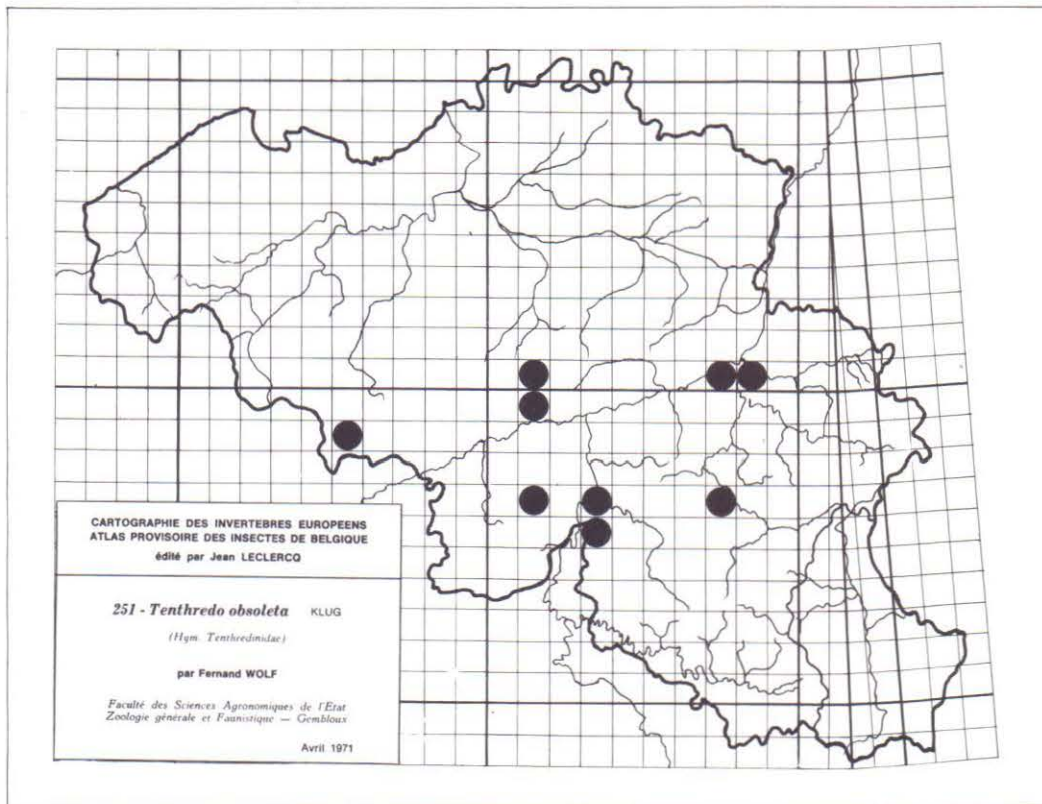 CARTOGRAPHIE DES INVERTEBRES EUROPEENS
ATLAS PROVISOIRE DES INSECTES DE BELGIQUE
édité par Jean LECLERCQ
251 - Tenthredo obsoleta KLUG
(Hym. Tenthredinidae)
par Fernand WOLF
Faculté des Sciences Agronomiques de l'Etat
Zoologie générale et Faunistique — Gembloux
Avril 1971